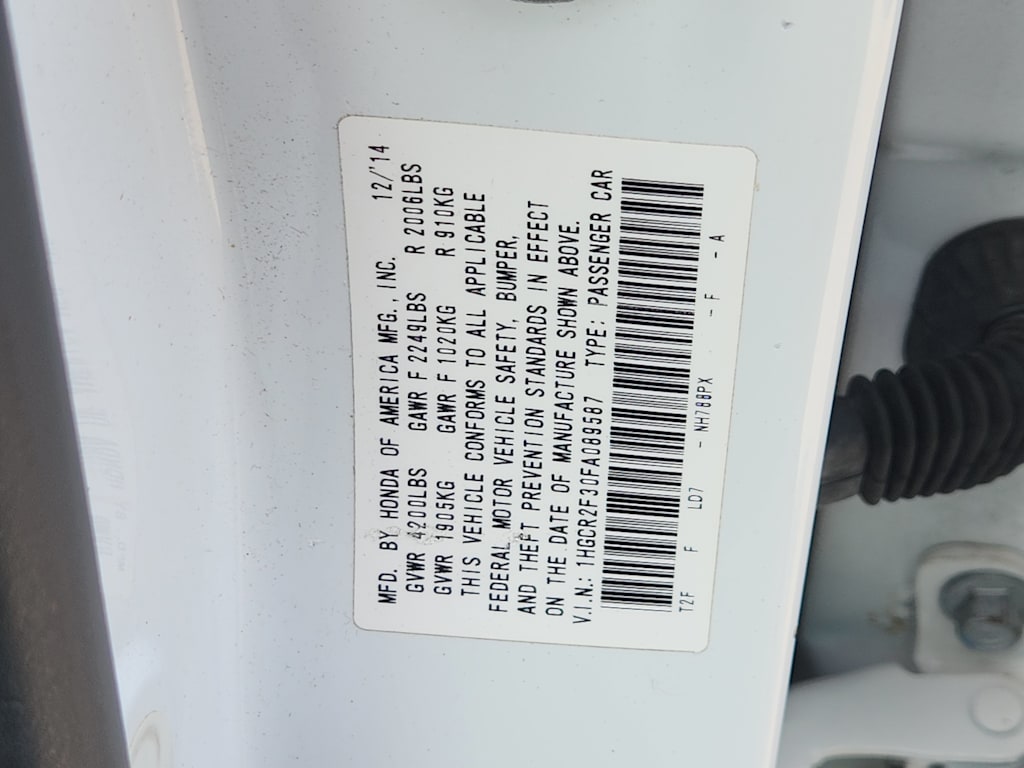 MFD. BY HONDA OF AMERICA MFG., INC. 12/'14
GVWR 4200LBS GAWR F 2249LBS R 2006LBS
GVWR 1905KG GAWR F 1020KG R 910KG
THIS VEHICLE CONFORMS TO ALL APPLICABLE
FEDERAL MOTOR VEHICLE SAFETY, BUMPER,
AND THEFT PREVENTION STANDARDS IN EFFECT
ON THE DATE OF MANUFACTURE SHOWN ABOVE.
V.I.N.: 1HGCR2F30FA089587 TYPE: PASSENGER CAR
T2F F LD7 - NH788PX - F - A